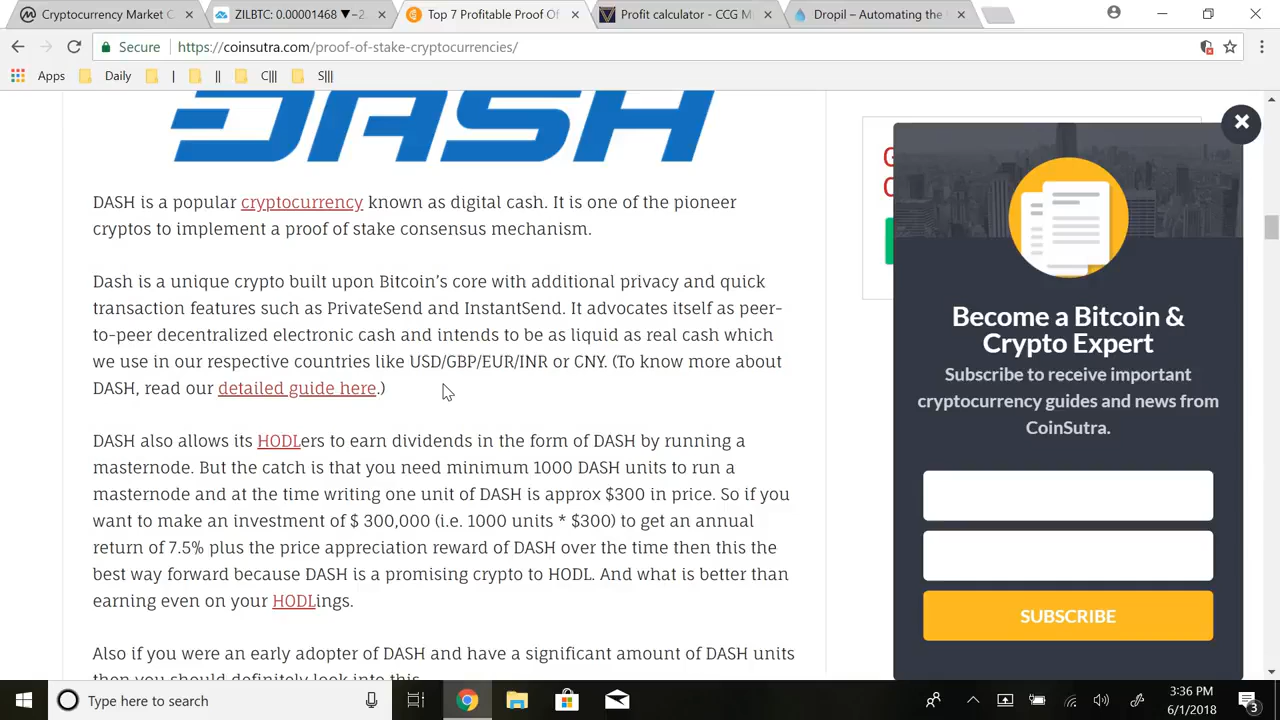 Cryptocurrency Market C
ZILBTC: 0.00001468 ▼−2.
Top 7 Profitable Proof Of
Profit calculator - CCG M
Dropil – Automating the
Secure
https://coinsutra.com/proof-of-stake-cryptocurrencies/
Apps
Daily
|
||
C|||
S|||
DASH
DASH is a popular cryptocurrency known as digital cash. It is one of the pioneer
cryptos to implement a proof of stake consensus mechanism.
Dash is a unique crypto built upon Bitcoin's core with additional privacy and quick
transaction features such as PrivateSend and InstantSend. It advocates itself as peer-
to-peer decentralized electronic cash and intends to be as liquid as real cash which
we use in our respective countries like USD/GBP/EUR/INR or CNY. (To know more about
DASH, read our detailed guide here.)
DASH also allows its HODLers to earn dividends in the form of DASH by running a
masternode. But the catch is that you need minimum 1000 DASH units to run a
masternode and at the time writing one unit of DASH is approx $300 in price. So if you
want to make an investment of $ 300,000 (i.e. 1000 units * $300) to get an annual
return of 7.5% plus the price appreciation reward of DASH over the time then this the
best way forward because DASH is a promising crypto to HODL. And what is better than
earning even on your HODLings.
Also if you were an early adopter of DASH and have a significant amount of DASH units
then you should definitely look into this.
Become a Bitcoin &
Crypto Expert
Subscribe to receive important
cryptocurrency guides and news from
CoinSutra.
SUBSCRIBE
Type here to search
3:36 PM
6/1/2018
3